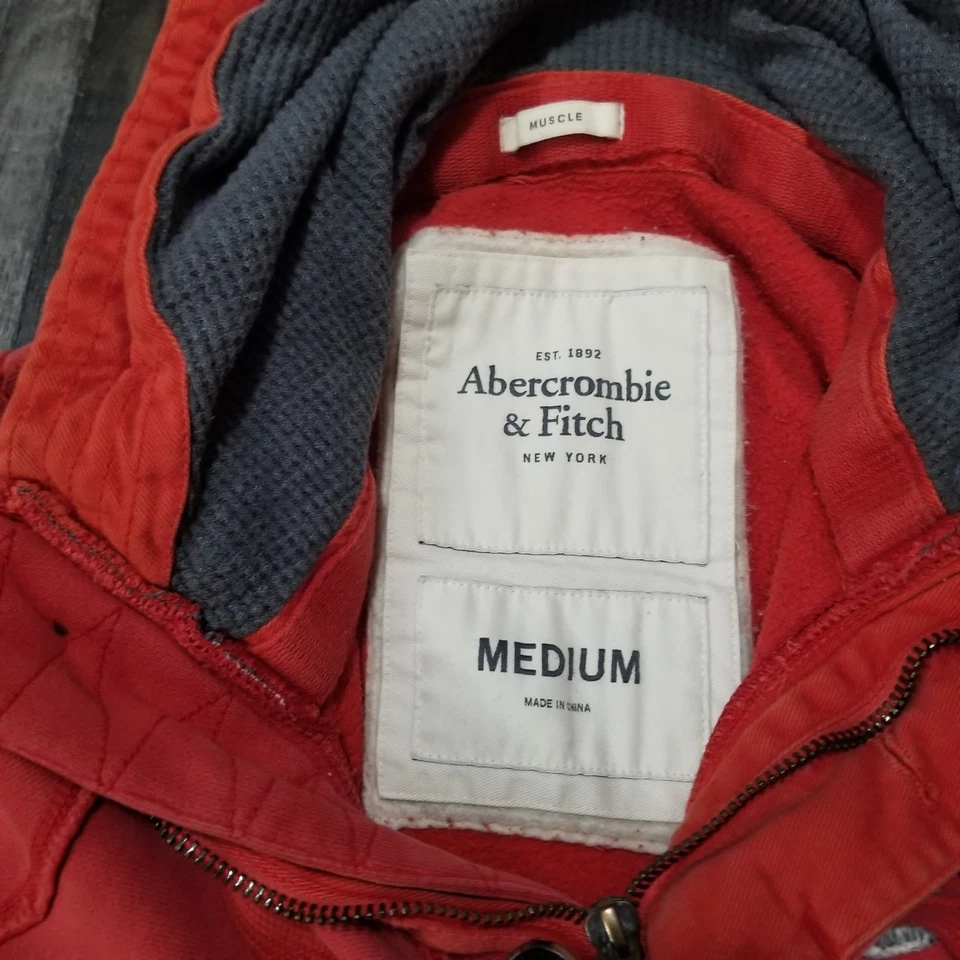 MUSCLE
EST. 1892
Abercrombie
& Fitch
NEW YORK
MEDIUM
MADE IN CHINA